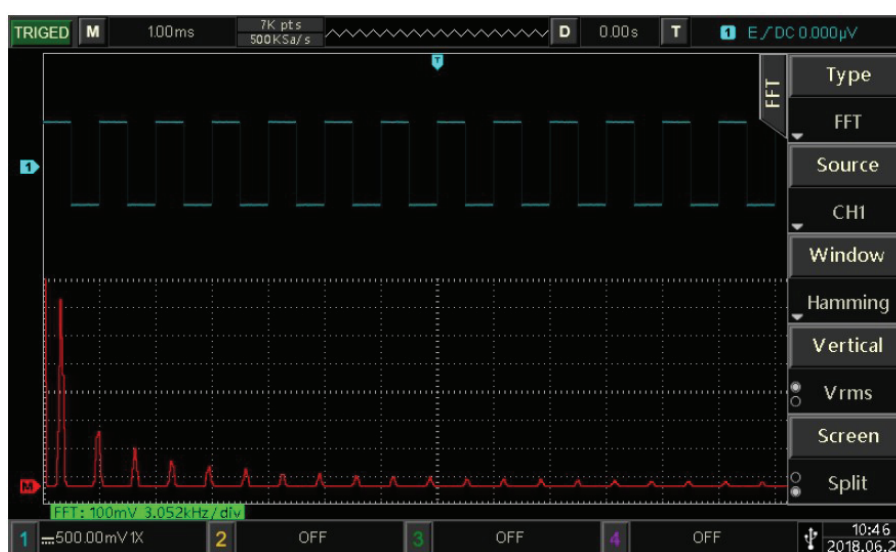 TRIGED M 1.00ms 7K pts D 0.00s T 1 E DC 0.000µV
500KSa/s
T
FFT
Type
FFT
1
Source
CH1
Window
Hamming
Vertical
Vrms
Screen
M
Split
FFT: 100mV 3.052kHz/div
1 500.00mV1X 2 OFF 3 OFF 4 OFF 10:46
2018.06.2